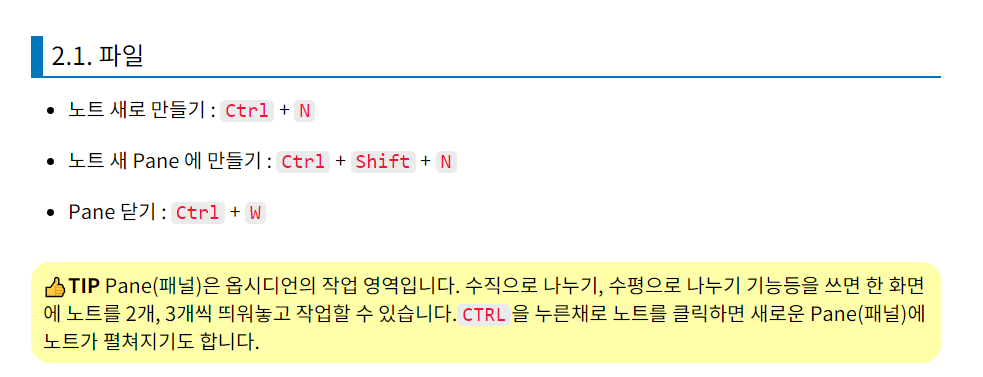 2.1. 파일
• 노트 새로 만들기 : Ctrl + N
• 노트 새 Pane 에 만들기 : Ctrl + Shift + N
• Pane 닫기 : Ctrl + W
👍TIP Pane(패널)은 옵시디언의 작업 영역입니다. 수직으로 나누기, 수평으로 나누기 기능등을 쓰면 한 화면
에 노트를 2개, 3개씩 띄워놓고 작업할 수 있습니다. CTRL 을 누른채로 노트를 클릭하면 새로운 Pane(패널)에
노트가 펼쳐지기도 합니다.